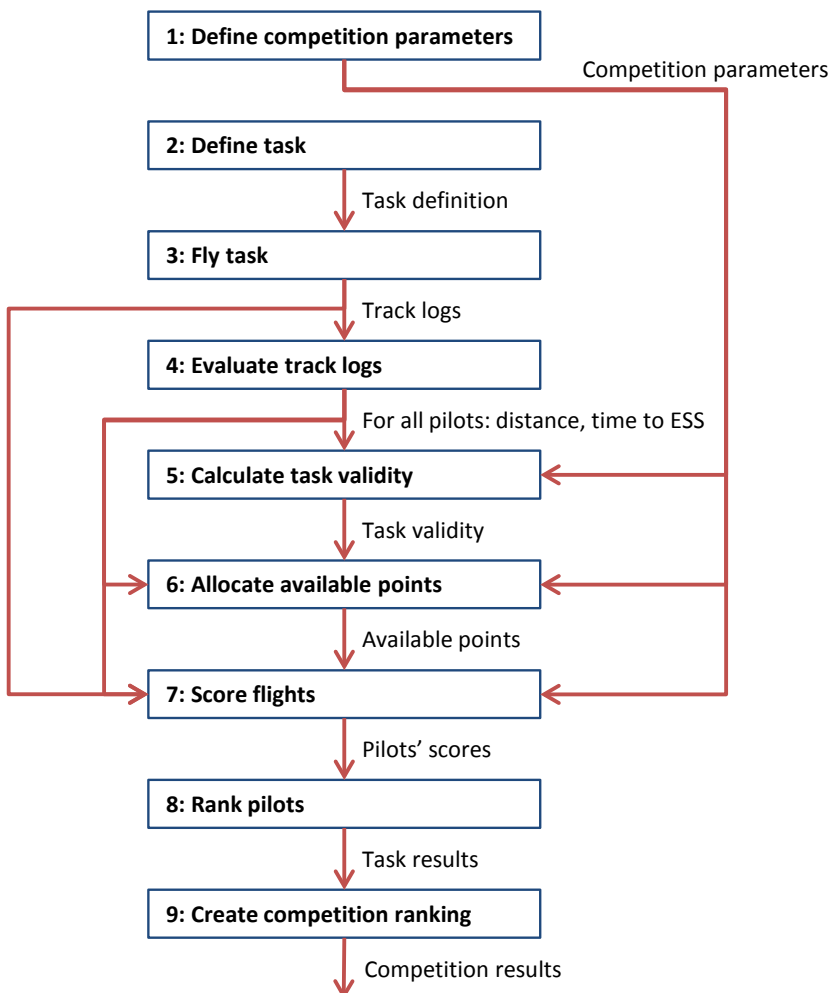 1: Define competition parameters
Competition parameters
2: Define task
Task definition
3: Fly task
Track logs
4: Evaluate track logs
For all pilots: distance, time to ESS
5: Calculate task validity
Task validity
6: Allocate available points
Available points
7: Score flights
Pilots’ scores
8: Rank pilots
Task results
9: Create competition ranking
Competition results